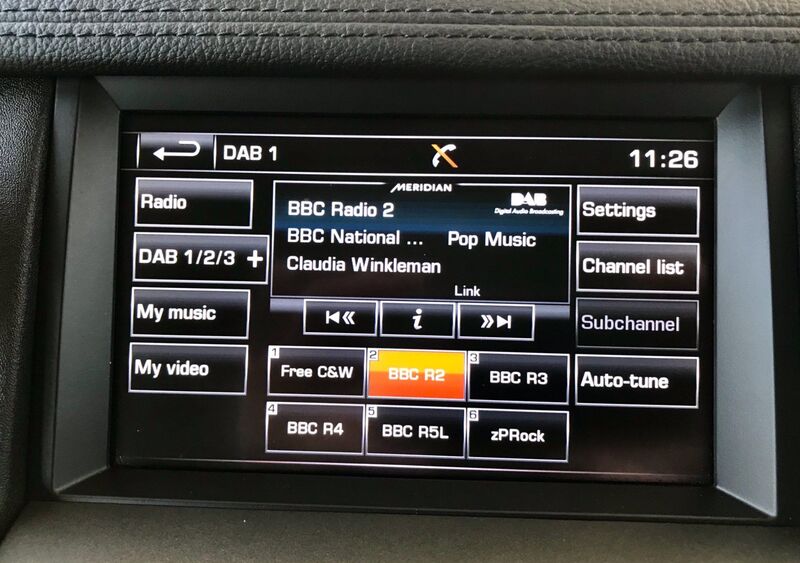 DAB 1
11:26
Radio
DAB 1/2/3 +
My music
My video
MERIDIAN
DAB
Digital Audio Broadcasting
BBC Radio 2
BBC National ... Pop Music
Claudia Winkleman
Link
i
Settings
Channel list
Subchannel
Auto-tune
1 Free C&W
2 BBC R2
3 BBC R3
4 BBC R4
5 BBC R5L
6 zPRock